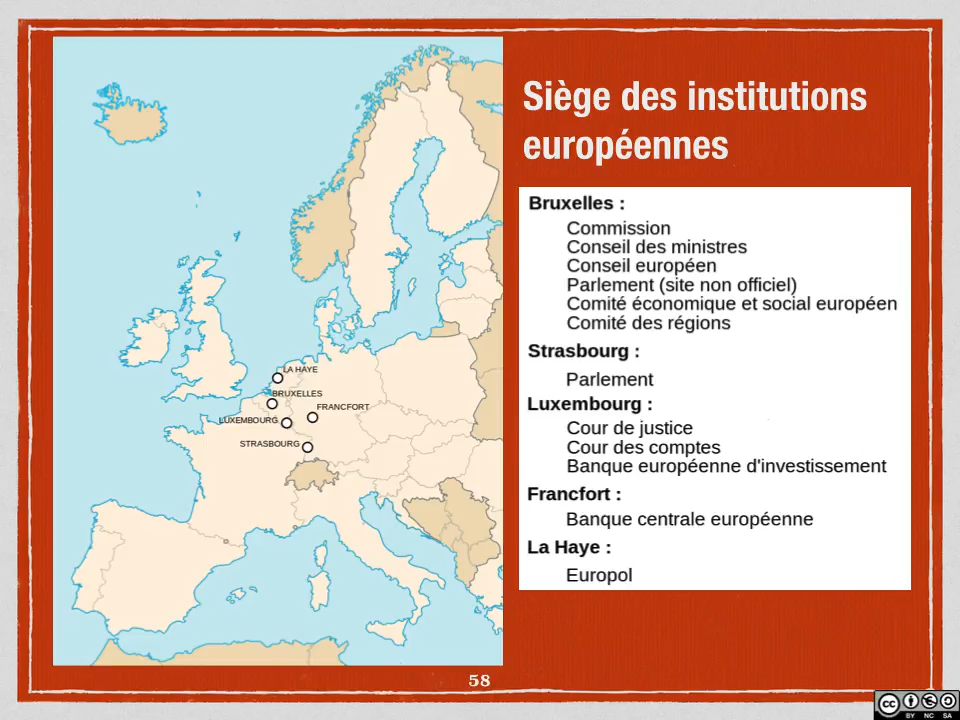 Siège des institutions
européennes
LA HAYE
BRUXELLES
FRANCFORT
LUXEMBOURG
STRASBOURG
Bruxelles :
Commission
Conseil des ministres
Conseil européen
Parlement (site non officiel)
Comité économique et social européen
Comité des régions
Strasbourg :
Parlement
Luxembourg :
Cour de justice
Cour des comptes
Banque européenne d'investissement
Francfort :
Banque centrale européenne
La Haye :
Europol
58
cc
BY NC SA